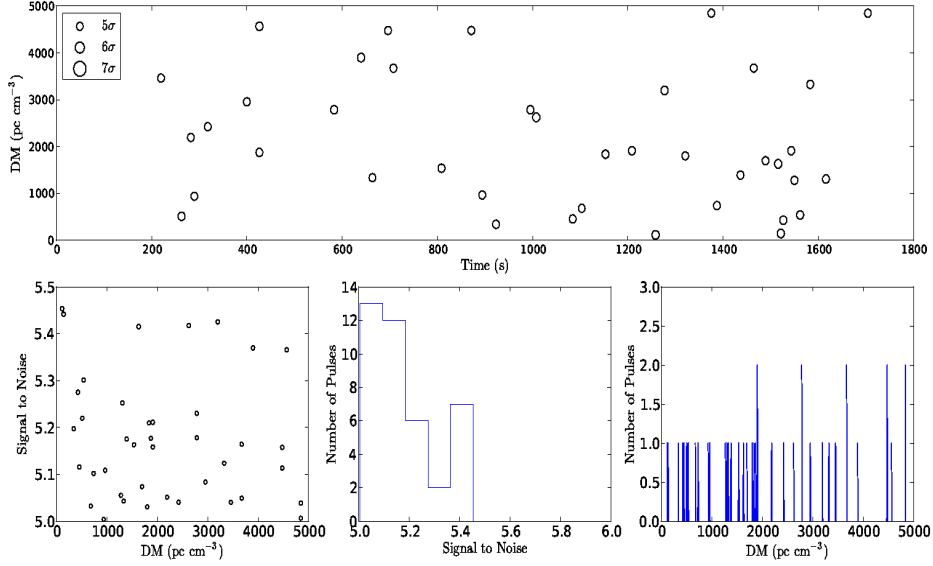 5000
4000
3000
2000
1000
0
DM (pc cm⁻³)
5σ
6σ
7σ
0 200 400 600 800 1000 1200 1400 1600 1800
Time (s)
5.5
5.4
5.3
5.2
5.1
5.0
Signal to Noise
0 1000 2000 3000 4000 5000
DM (pc cm⁻³)
14
12
10
8
6
4
2
0
Number of Pulses
5.0 5.2 5.4 5.6 5.8 6.0
Signal to Noise
3.0
2.5
2.0
1.5
1.0
0.5
0.0
Number of Pulses
0 1000 2000 3000 4000 5000
DM (pc cm⁻³)